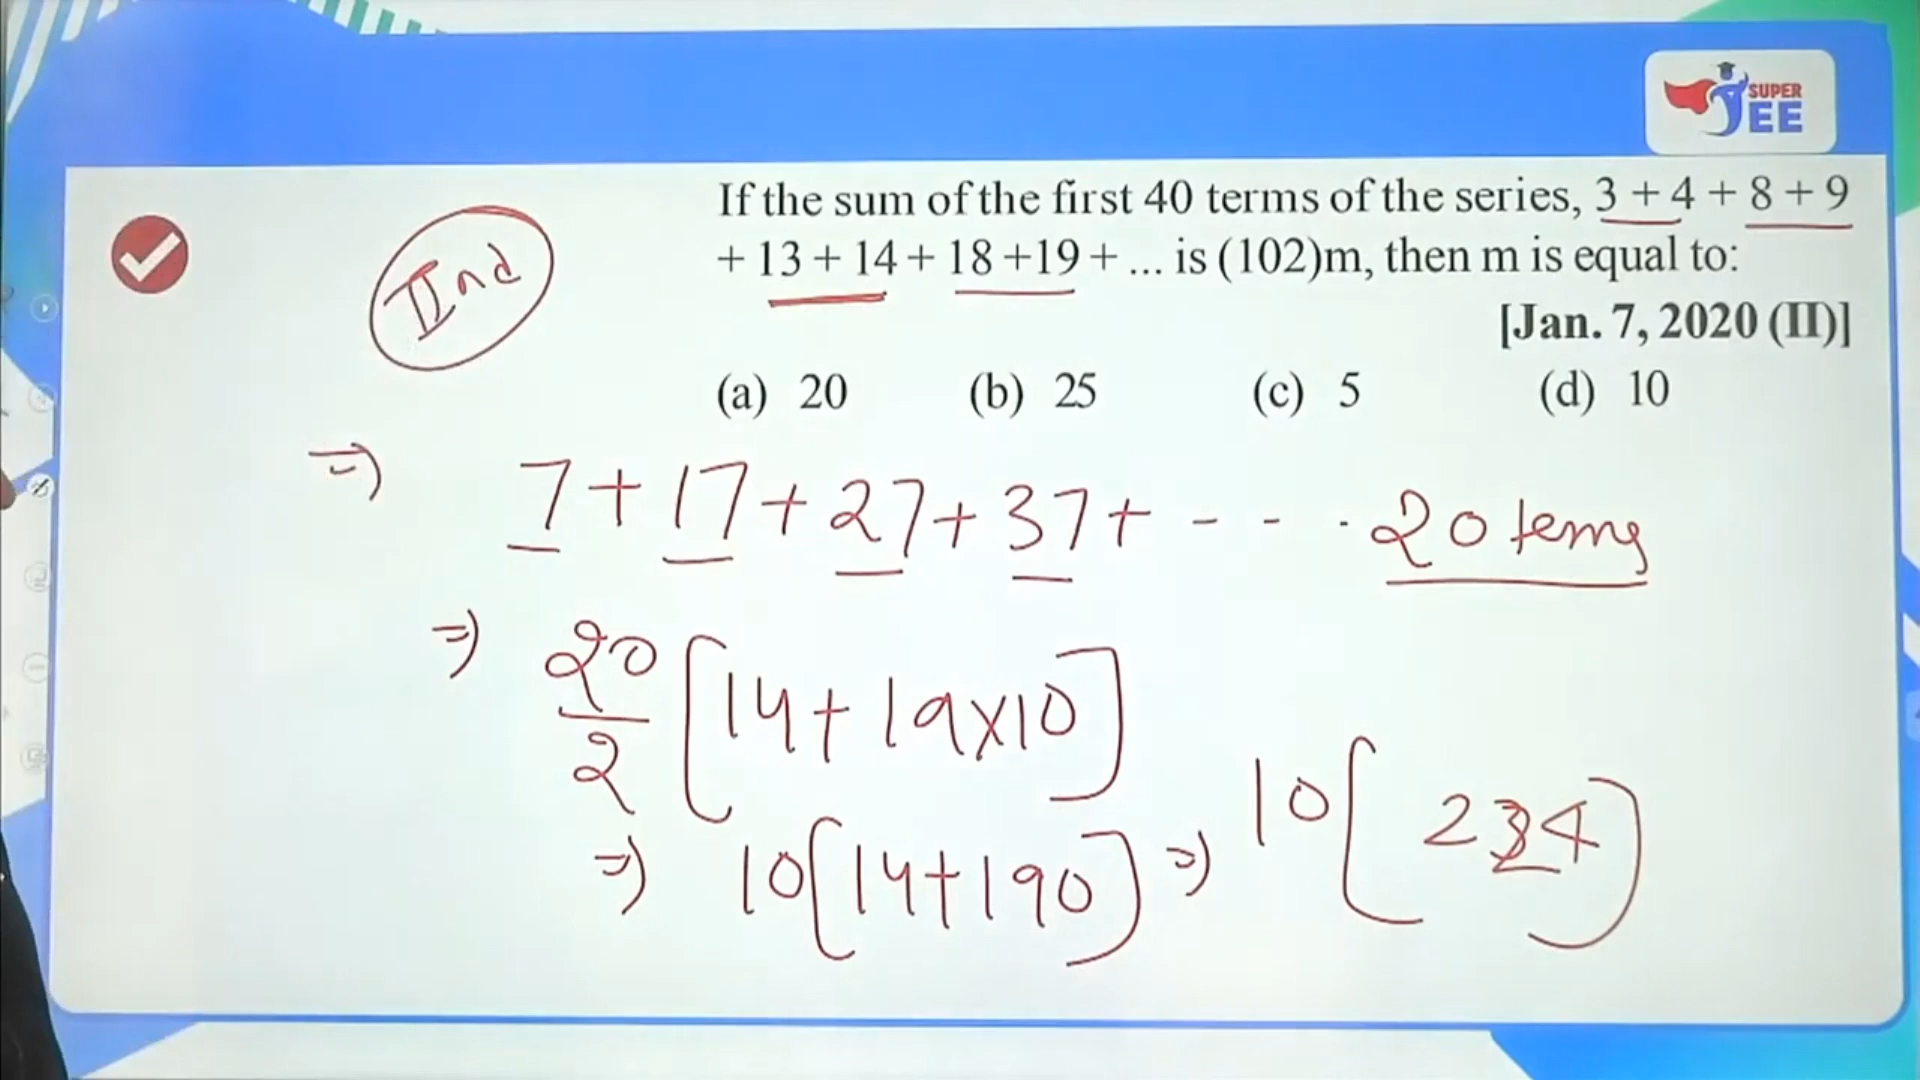 SUPER
JEE
If the sum of the first 40 terms of the series, 3 + 4 + 8 + 9
+ 13 + 14 + 18 +19 + ... is (102)m, then m is equal to:
[Jan. 7, 2020 (II)]
(a) 20 (b) 25 (c) 5 (d) 10
IInd
=> 7 + 17 + 27 + 37 + - - - . 20 terms
=> 20/2 [14 + 19x10]
=> 10[14+190] => 10[234]